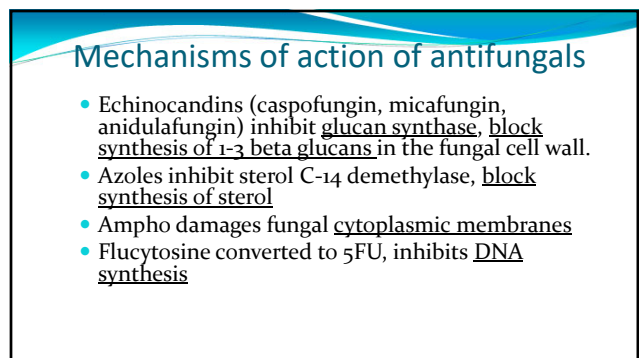 Mechanisms of action of antifungals
• Echinocandins (caspofungin, micafungin,
anidulafungin) inhibit glucan synthase, block
synthesis of 1-3 beta glucans in the fungal cell wall.
• Azoles inhibit sterol C-14 demethylase, block
synthesis of sterol
• Ampho damages fungal cytoplasmic membranes
• Flucytosine converted to 5FU, inhibits DNA
synthesis